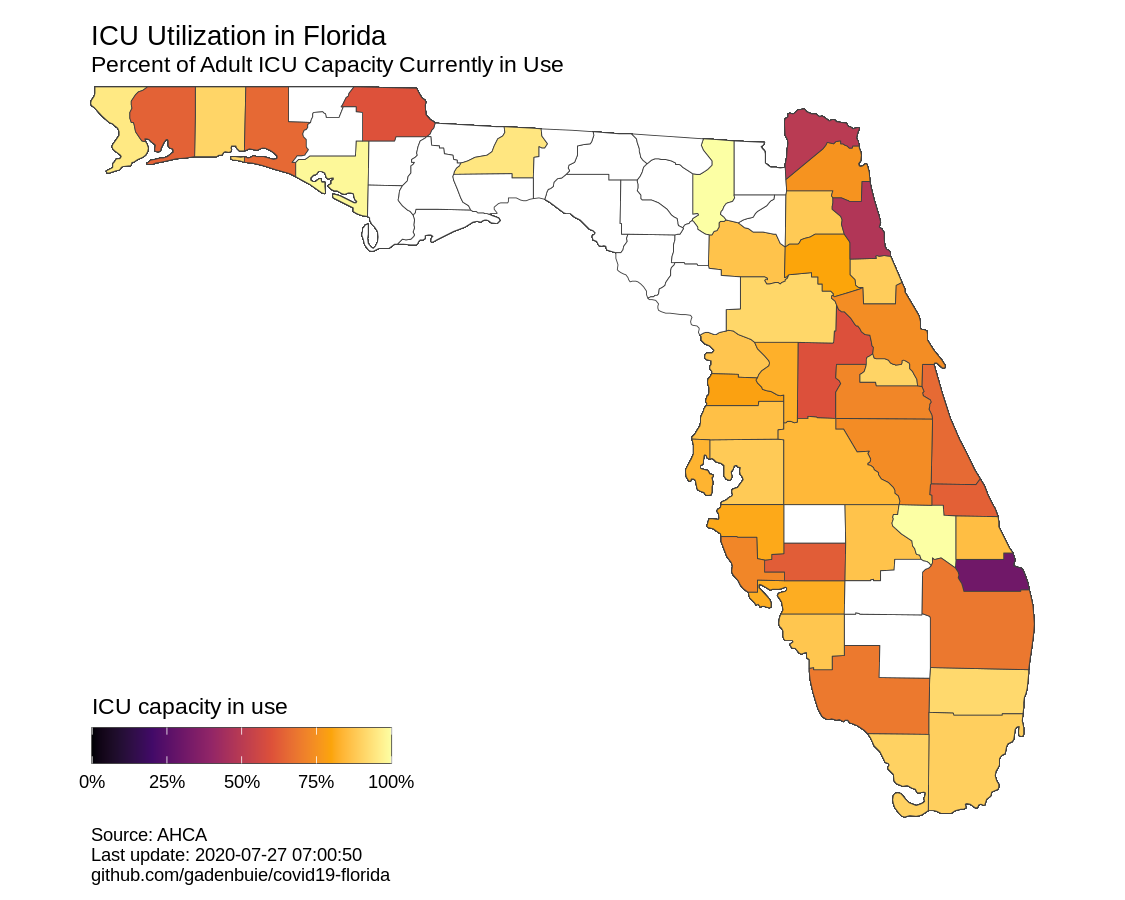 ICU Utilization in Florida
Percent of Adult ICU Capacity Currently in Use
ICU capacity in use
0% 25% 50% 75% 100%
Source: AHCA
Last update: 2020-07-27 07:00:50
github.com/gadenbuie/covid19-florida